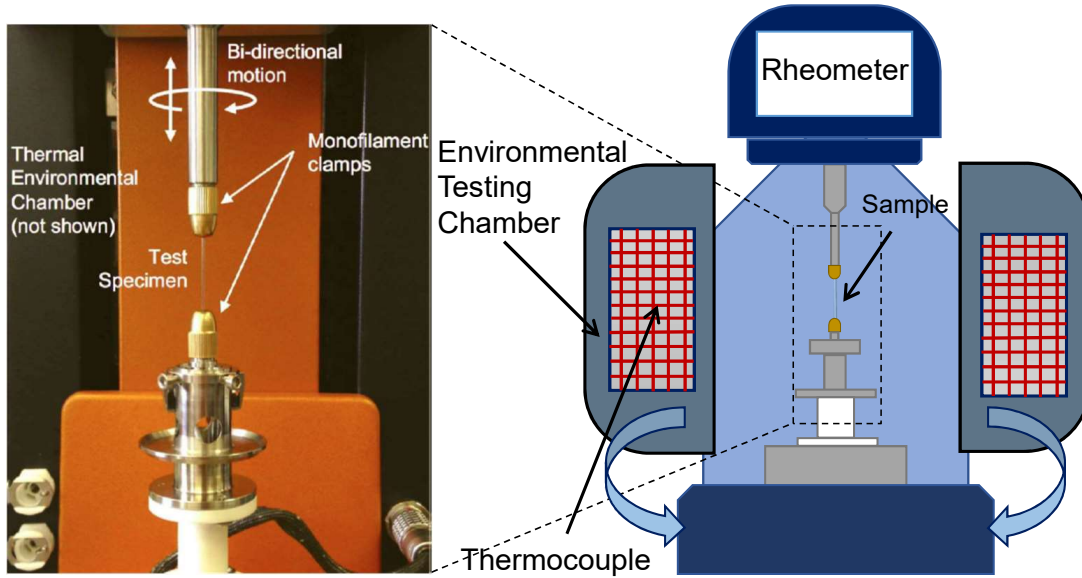 Bi-directional
motion
Monofilament
clamps
Thermal
Environmental
Chamber
(not shown)
Test
Specimen
Rheometer
Environmental
Testing
Chamber
Sample
Thermocouple